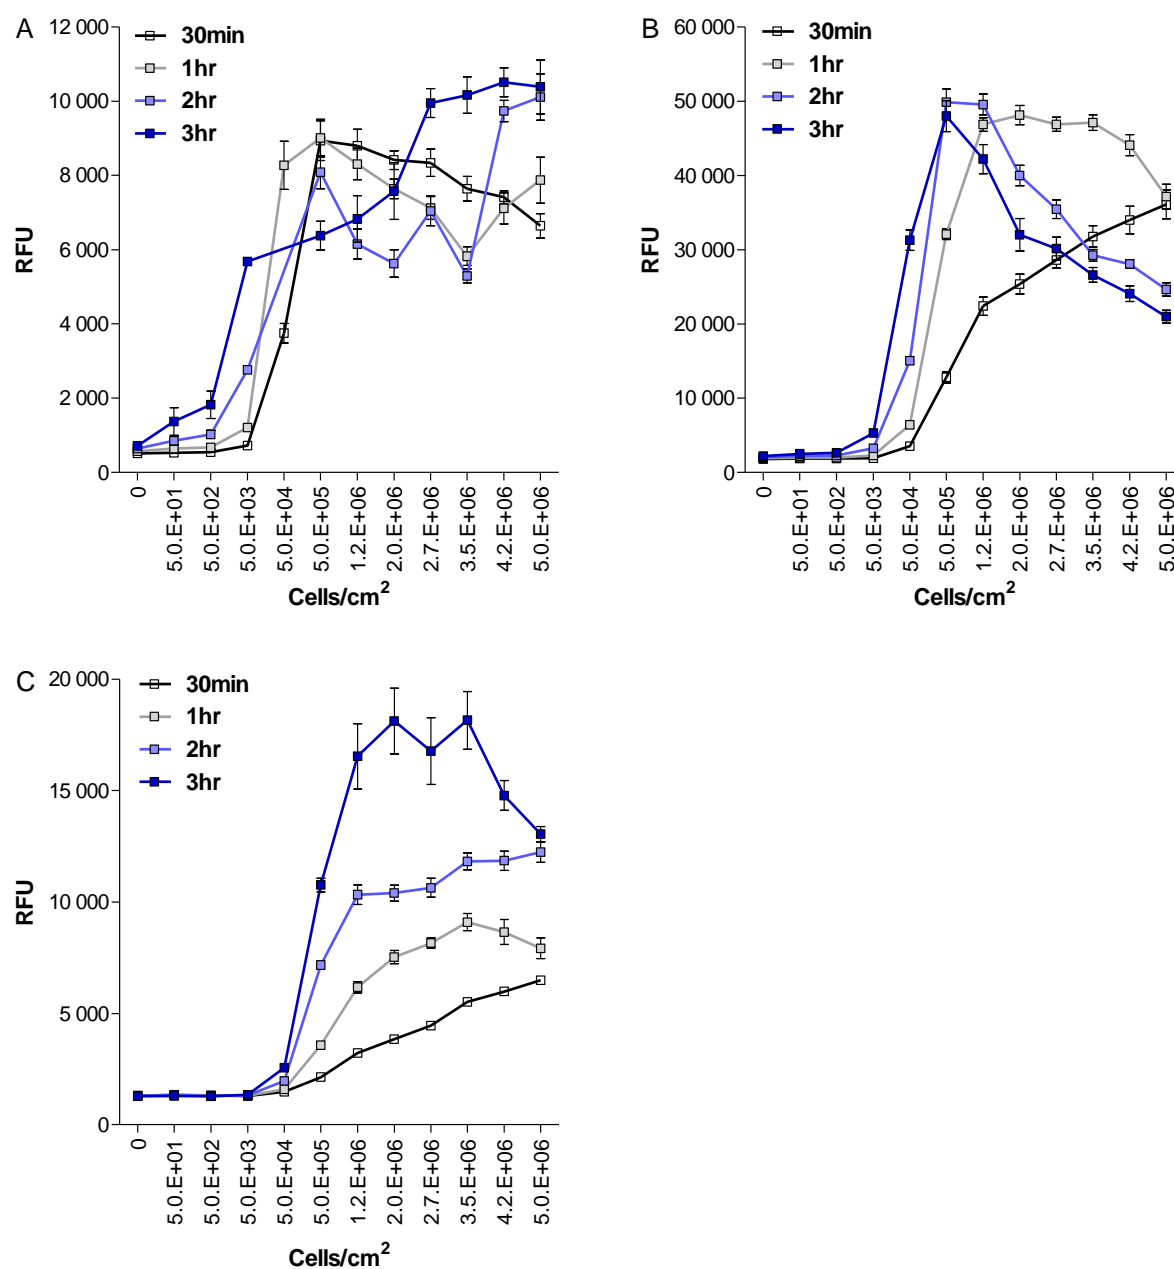 A
12 000
10 000
8 000
6 000
4 000
2 000
0
RFU
30min
1hr
2hr
3hr
0
5.0.E+01
5.0.E+02
5.0.E+03
5.0.E+04
5.0.E+05
1.2.E+06
2.0.E+06
2.7.E+06
3.5.E+06
4.2.E+06
5.0.E+06
Cells/cm²
B
60 000
50 000
40 000
30 000
20 000
10 000
0
RFU
30min
1hr
2hr
3hr
0
5.0.E+01
5.0.E+02
5.0.E+03
5.0.E+04
5.0.E+05
1.2.E+06
2.0.E+06
2.7.E+06
3.5.E+06
4.2.E+06
5.0.E+06
Cells/cm²
C
20 000
15 000
10 000
5 000
0
RFU
30min
1hr
2hr
3hr
0
5.0.E+01
5.0.E+02
5.0.E+03
5.0.E+04
5.0.E+05
1.2.E+06
2.0.E+06
2.7.E+06
3.5.E+06
4.2.E+06
5.0.E+06
Cells/cm²